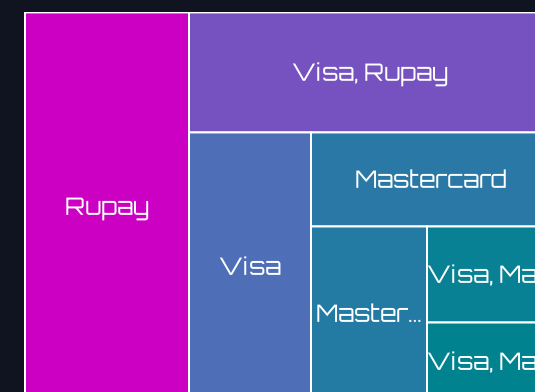 Visa, Rupay
Mastercard
Rupay
Visa
Visa, Ma
Master...
Visa, Ma